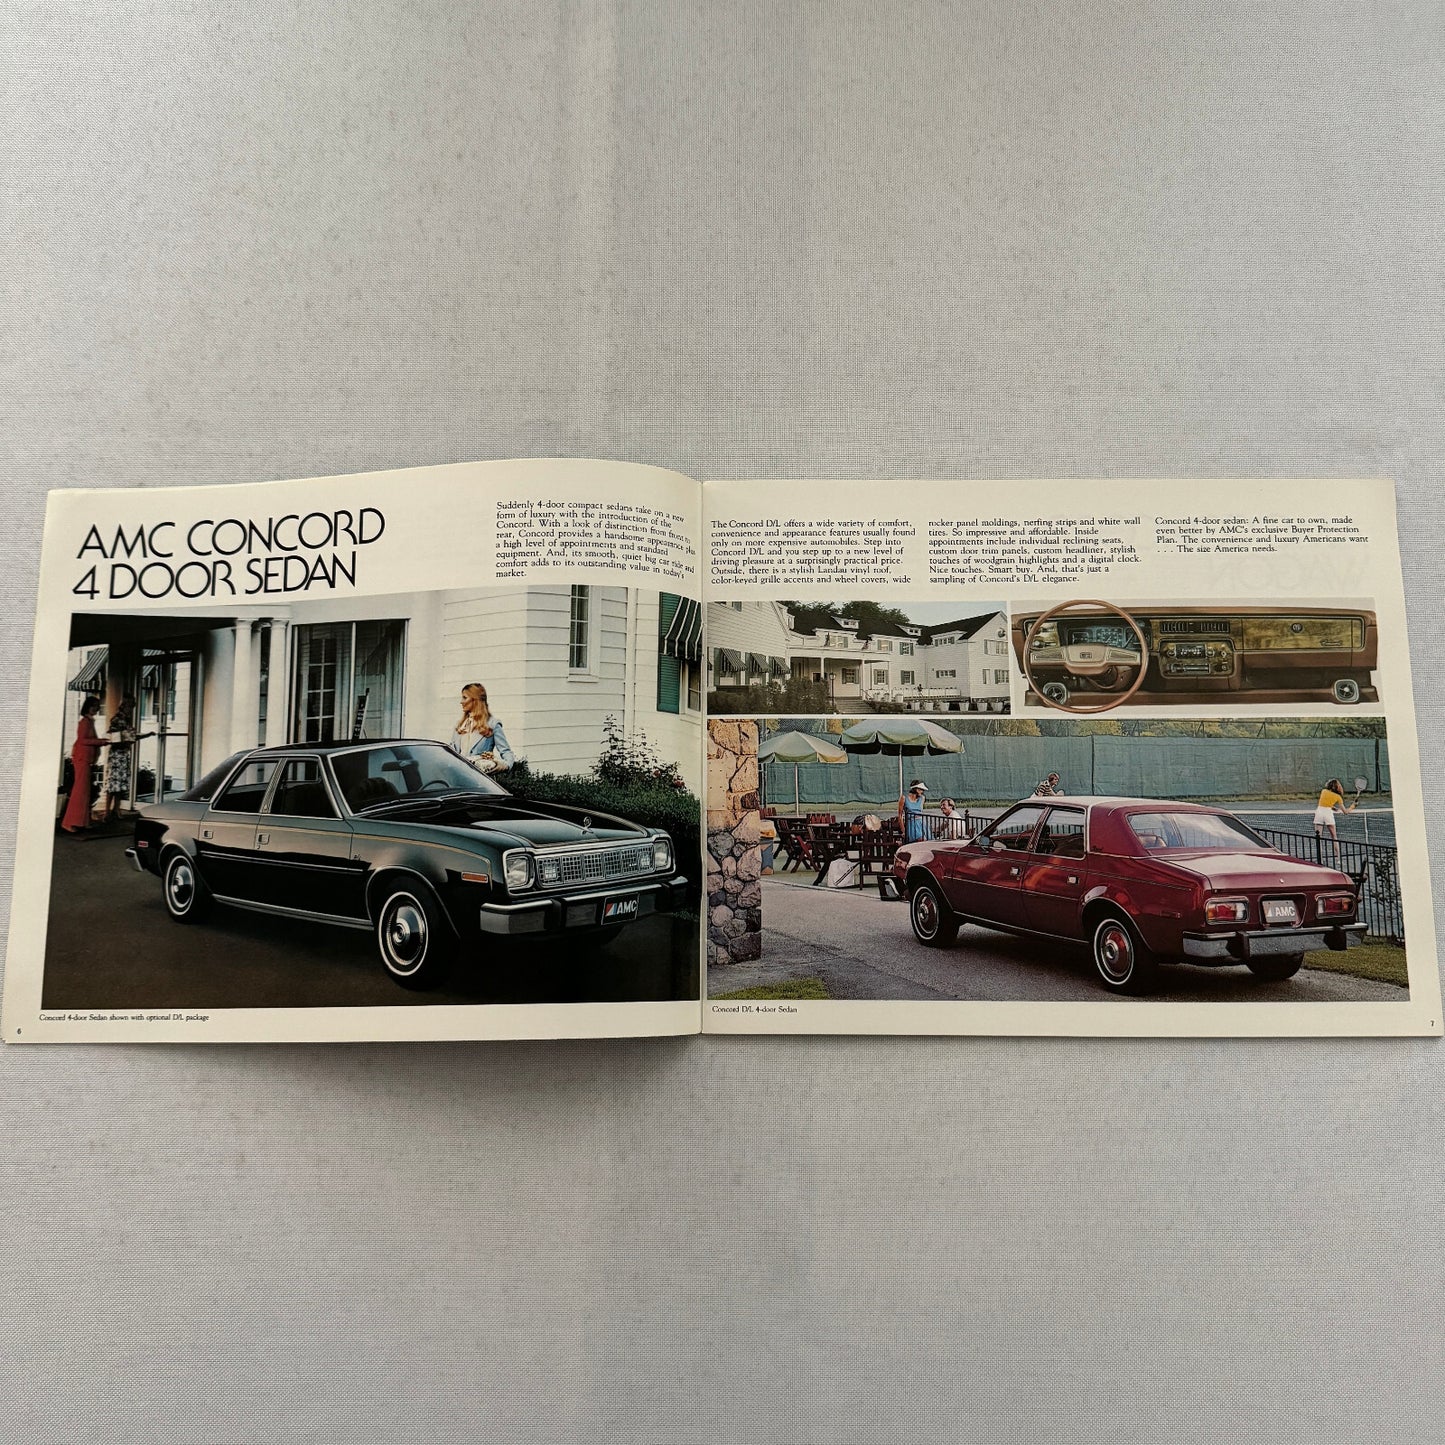 AMC CONCORD
4 DOOR SEDAN
Suddenly 4-door compact sedans take on a new
form of luxury with the introduction of the
Concord. With a look of distinction from front to
rear, Concord provides a handsome appearance plus
a high level of appointments and standard
equipment. And, its smooth, quiet big car ride and
comfort adds to its outstanding value in today's
market.
AMC
Concord 4-door Sedan shown with optional D/L package
6
The Concord D/L offers a wide variety of comfort,
convenience and appearance features usually found
only on more expensive automobiles. Step into
Concord D/L and you step up to a new level of
driving pleasure at a surprisingly practical price.
Outside, there is a stylish Landau vinyl roof,
color-keyed grille accents and wheel covers, wide
rocker panel moldings, nerfing strips and white wall
tires. So impressive and affordable. Inside
appointments include individual reclining seats,
custom door trim panels, custom headliner, stylish
touches of woodgrain highlights and a digital clock.
Nice touches. Smart buy. And, that's just a
sampling of Concord's D/L elegance.
Concord 4-door sedan: A fine car to own, made
even better by AMC's exclusive Buyer Protection
Plan. The convenience and luxury Americans want
. . . The size America needs.
AMC
Concord D/L 4-door Sedan
7